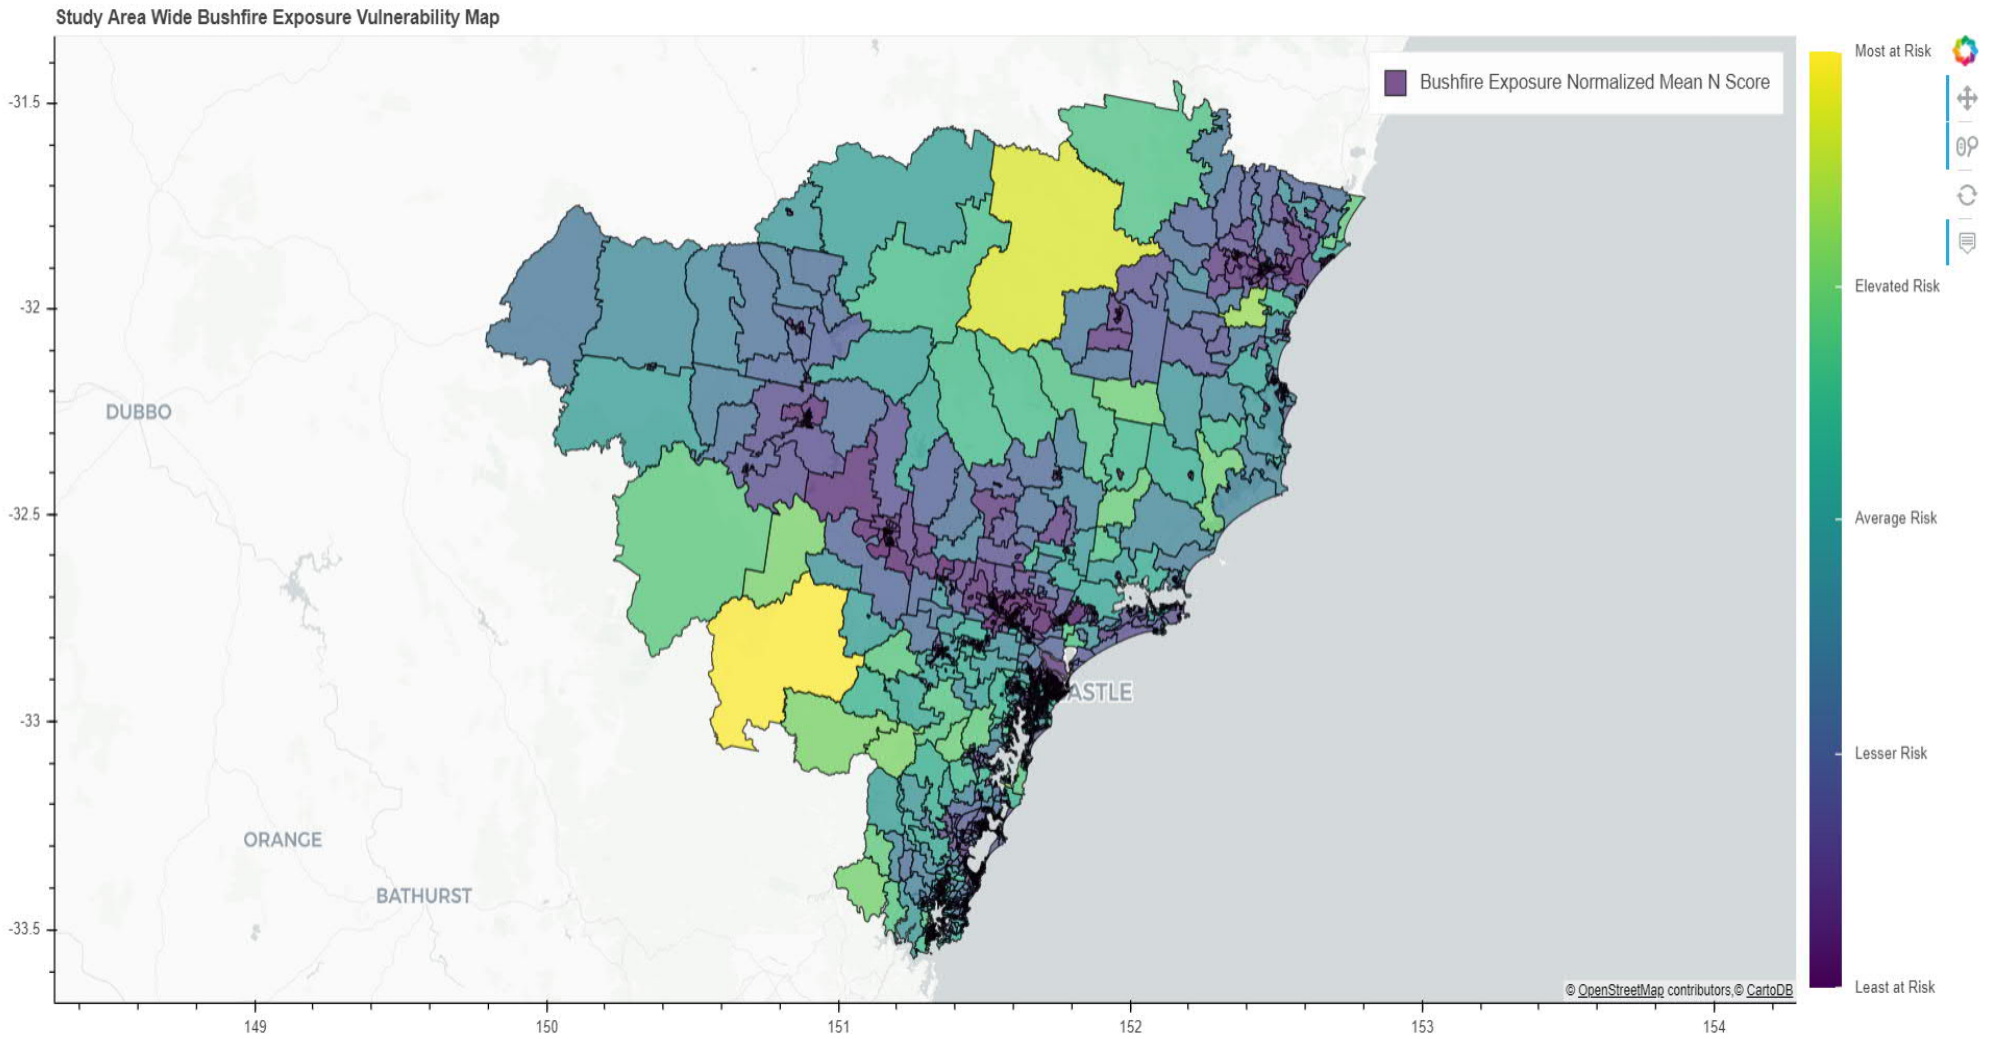 Study Area Wide Bushfire Exposure Vulnerability Map
Bushfire Exposure Normalized Mean N Score
Most at Risk
Elevated Risk
Average Risk
Lesser Risk
Least at Risk
-31.5
-32
-32.5
-33
-33.5
DUBBO
ASTLE
ORANGE
BATHURST
© OpenStreetMap contributors,© CartoDB
149
150
151
152
153
154